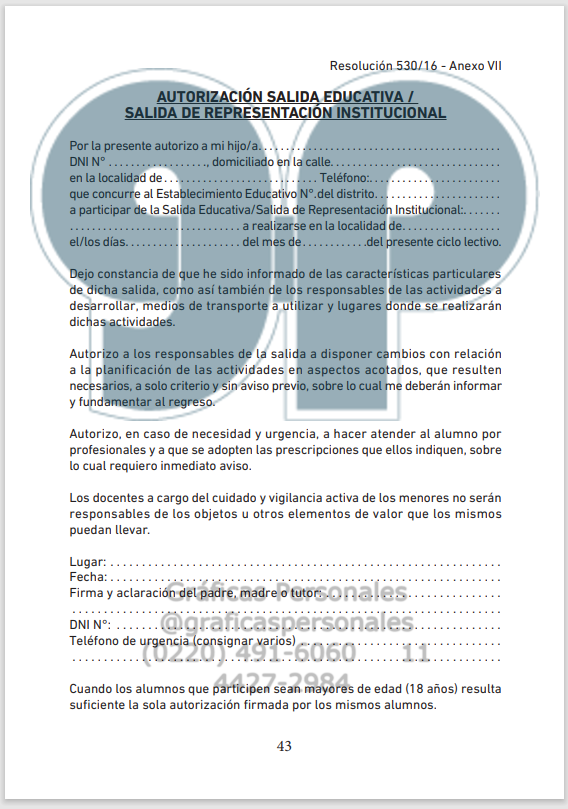 Resolución 530/16 - Anexo VII
AUTORIZACIÓN SALIDA EDUCATIVA /
SALIDA DE REPRESENTACIÓN INSTITUCIONAL
Por la presente autorizo a mi hijo/a. . . . . . . . . . . . . . . . . . . . . . . . . . . . . . . . . . . . . .
DNI N° . . . . . . . . . . . . . . . ., domiciliado en la calle. . . . . . . . . . . . . . . . . . . . . . . . . . .
en la localidad de. . . . . . . . . . . . . . . . . . . . . . . . . Teléfono:. . . . . . . . . . . . . . . . . . . . .
que concurre al Establecimiento Educativo N°.del distrito. . . . . . . . . . . . . . . . . . . .
a participar de la Salida Educativa/Salida de Representación Institucional:. . . . . .
. . . . . . . . . . . . . . . . . . . . . . . . . . . a realizarse en la localidad de. . . . . . . . . . . . . . . .
el/los días. . . . . . . . . . . . . . . . . . . del mes de . . . . . . . . . . .del presente ciclo lectivo.
Dejo constancia de que he sido informado de las características particulares
de dicha salida, como así también de los responsables de las actividades a
desarrollar, medios de transporte a utilizar y lugares donde se realizarán
dichas actividades.
Autorizo a los responsables de la salida a disponer cambios con relación
a la planificación de las actividades en aspectos acotados, que resulten
necesarios, a solo criterio y sin aviso previo, sobre lo cual me deberán informar
y fundamentar al regreso.
Autorizo, en caso de necesidad y urgencia, a hacer atender al alumno por
profesionales y a que se adopten las prescripciones que ellos indiquen, sobre
lo cual requiero inmediato aviso.
Los docentes a cargo del cuidado y vigilancia activa de los menores no serán
responsables de los objetos u otros elementos de valor que los mismos
puedan llevar.
Lugar: . . . . . . . . . . . . . . . . . . . . . . . . . . . . . . . . . . . . . . . . . . . . . . . . . . . . . . . . . . . . .
Fecha: . . . . . . . . . . . . . . . . . . . . . . . . . . . . . . . . . . . . . . . . . . . . . . . . . . . . . . . . . . . . .
Gráficas Personales
Firma y aclaración del padre, madre o tutor: . . . . . . . . . . . . . . . . . . . . . . . . . . . .
. . . . . . . . . . . . . . . . . . . . . . . . . . . . . . . . . . . . . . . . . . . . . . . . . . . . . . . . . . . . . . . . . . .
@graficaspersonales
DNI N°: . . . . . . . . . . . . . . . . . . . . . . . . . . . . . . . . . . . . . . . . . . . . . . . . . . . . . . . . . . . .
Teléfono de urgencia (consignar varios) . . . . . . . . . . . . . . . . . . . . . . . . . . . . . . . .
(0220) 491-6060 11
. . . . . . . . . . . . . . . . . . . . . . . . . . . . . . . . . . . . . . . . . . . . . . . . . . . . . . . . . . . . . . . . . . .
4427-2984
Cuando los alumnos que participen sean mayores de edad (18 años) resulta
suficiente la sola autorización firmada por los mismos alumnos.
43